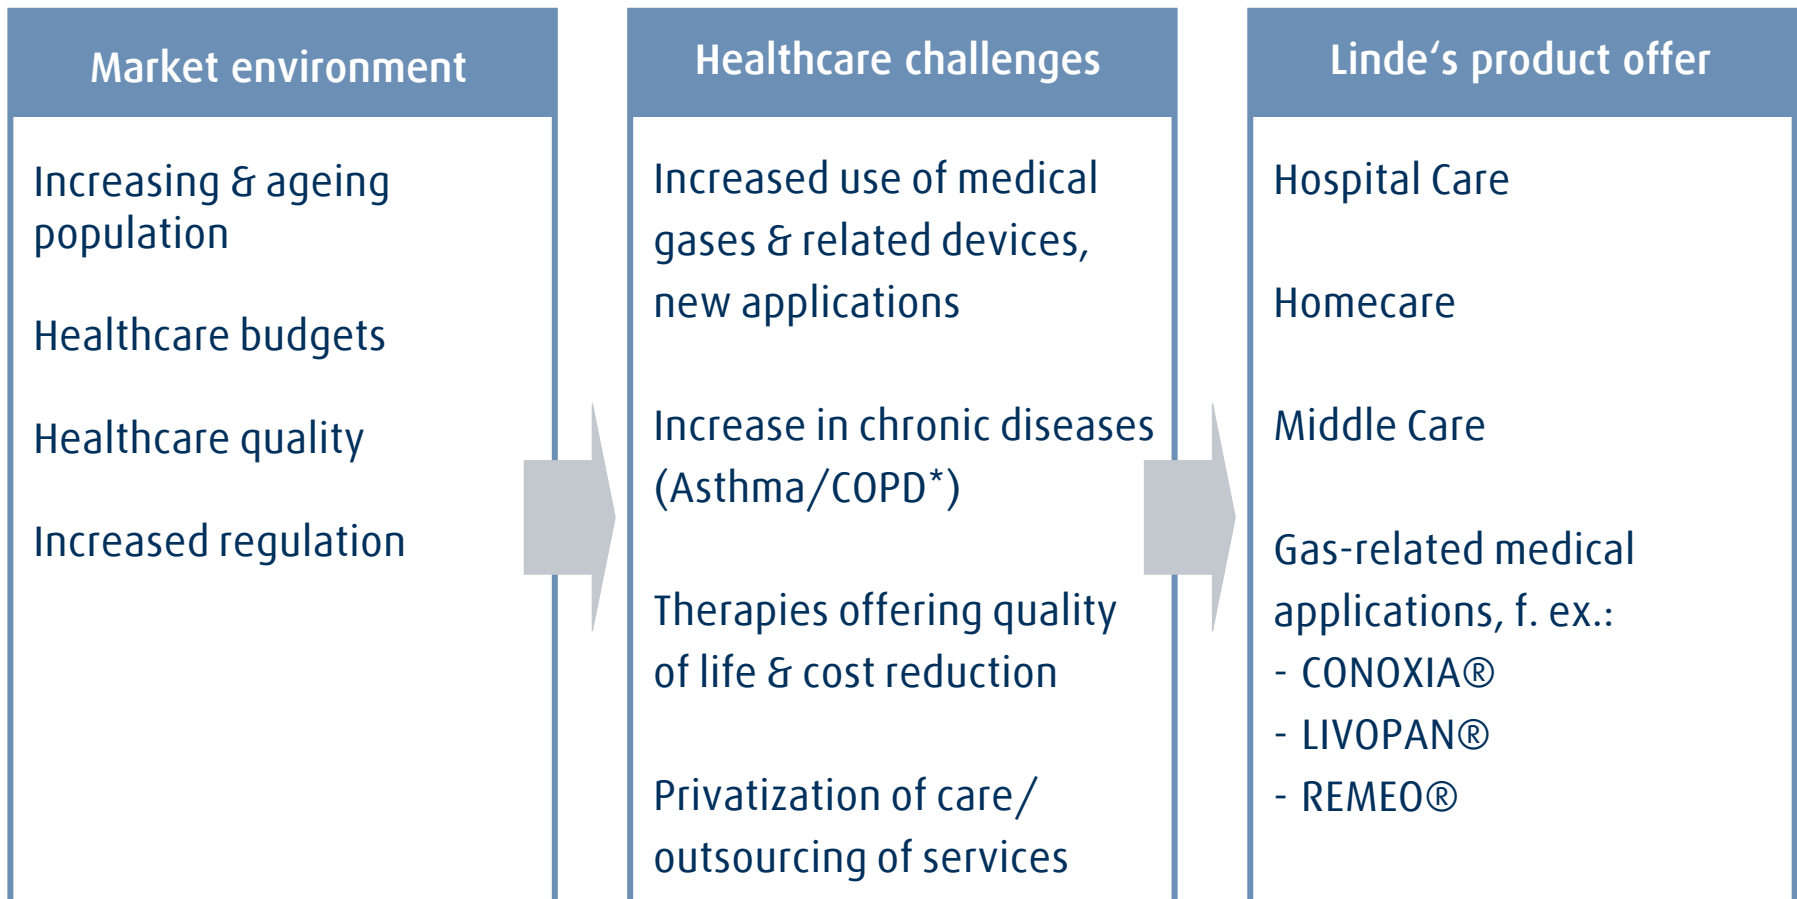 Market environment
Increasing & ageing
population
Healthcare budgets
Healthcare quality
Increased regulation
Healthcare challenges
Increased use of medical
gases & related devices,
new applications
Increase in chronic diseases
(Asthma/COPD*)
Therapies offering quality
of life & cost reduction
Privatization of care/
outsourcing of services
Linde‘s product offer
Hospital Care
Homecare
Middle Care
Gas-related medical
applications, f. ex.:
- CONOXIA®
- LIVOPAN®
- REMEO®